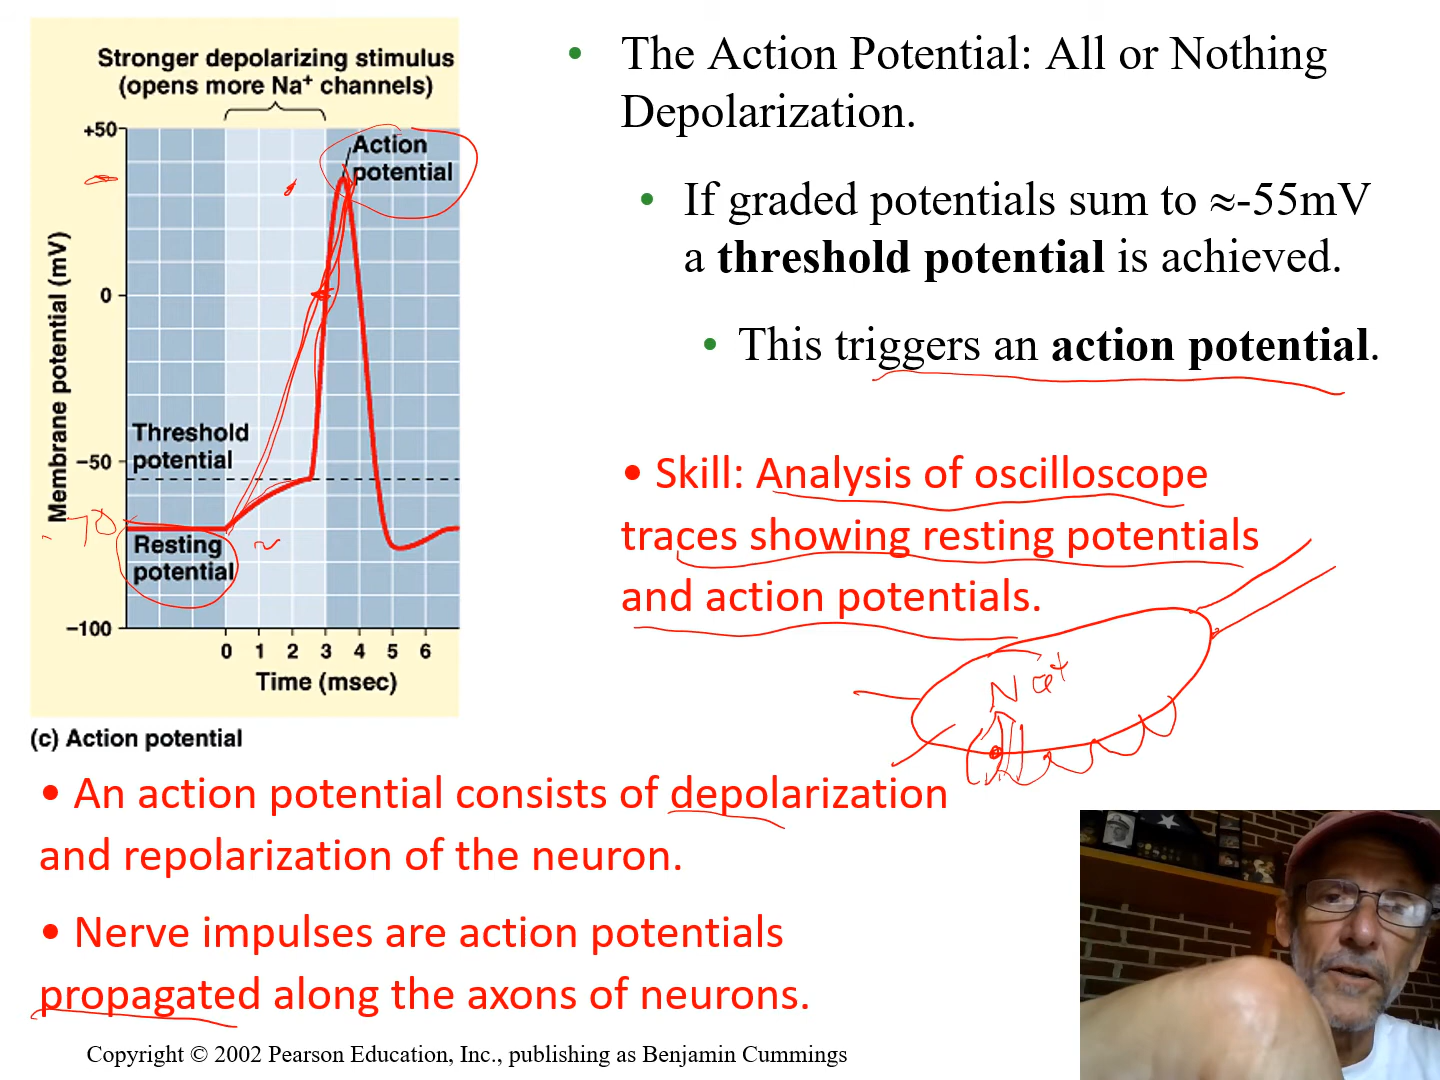 Stronger depolarizing stimulus
(opens more Na+ channels)
+50
0
−50
−100
Membrane potential (mV)
Action
potential
Threshold
potential
Resting
potential
-70
0 1 2 3 4 5 6
Time (msec)
(c) Action potential
• The Action Potential: All or Nothing
Depolarization.
• If graded potentials sum to ≈-55mV
a threshold potential is achieved.
• This triggers an action potential.
• Skill: Analysis of oscilloscope
traces showing resting potentials
and action potentials.
Na+
• An action potential consists of depolarization
and repolarization of the neuron.
• Nerve impulses are action potentials
propagated along the axons of neurons.
Copyright © 2002 Pearson Education, Inc., publishing as Benjamin Cummings